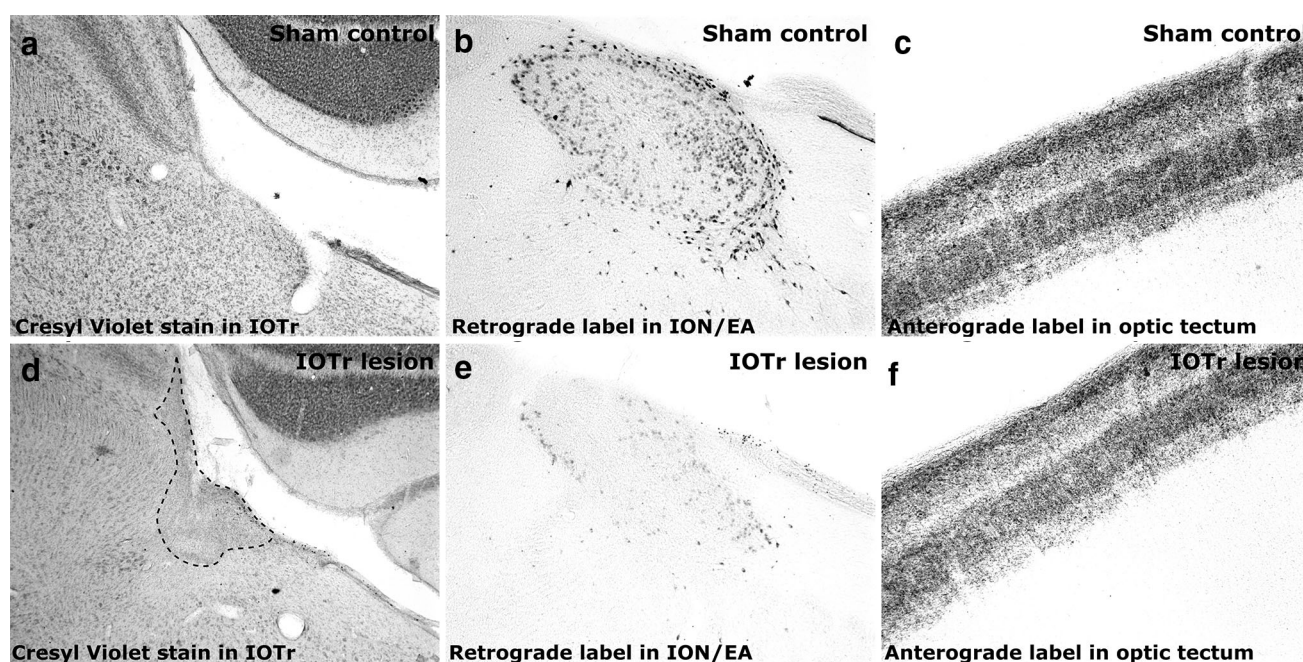 a Sham control
Cresyl Violet stain in IOTr
b Sham control
Retrograde label in ION/EA
c Sham control
Anterograde label in optic tectum
d IOTr lesion
Cresyl Violet stain in IOTr
e IOTr lesion
Retrograde label in ION/EA
f IOTr lesion
Anterograde label in optic tectum